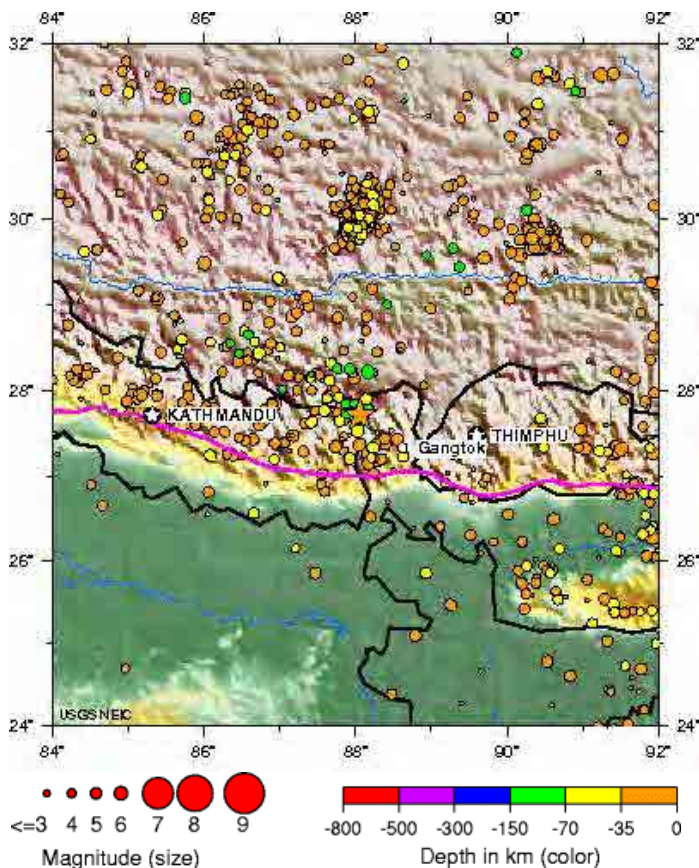 84° 86° 88° 90° 92°
32° 32°
30° 30°
28° 28°
KATHMANDU
THIMPHU
Gangtok
26° 26°
USGS NEIC
24° 24°
84° 86° 88° 90° 92°
<=3 4 5 6 7 8 9
Magnitude (size)
-800 -500 -300 -150 -70 -35 0
Depth in km (color)